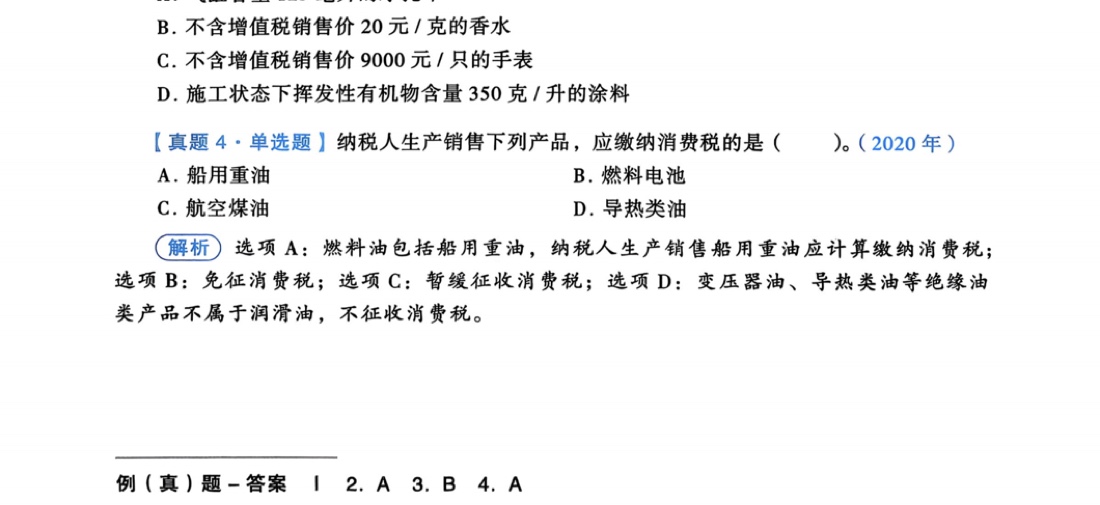 B. 不含增值税销售价 20 元 / 克的香水
C. 不含增值税销售价 9000 元 / 只的手表
D. 施工状态下挥发性有机物含量 350 克 / 升的涂料
【真题 4 · 单选题】纳税人生产销售下列产品，应缴纳消费税的是（　　）。（2020 年）
A. 船用重油　　B. 燃料电池
C. 航空煤油　　D. 导热类油
解析 选项 A：燃料油包括船用重油，纳税人生产销售船用重油应计算缴纳消费税；
选项 B：免征消费税；选项 C：暂缓征收消费税；选项 D：变压器油、导热类油等绝缘油
类产品不属于润滑油，不征收消费税。
例（真）题 – 答案 | 2. A 3. B 4. A